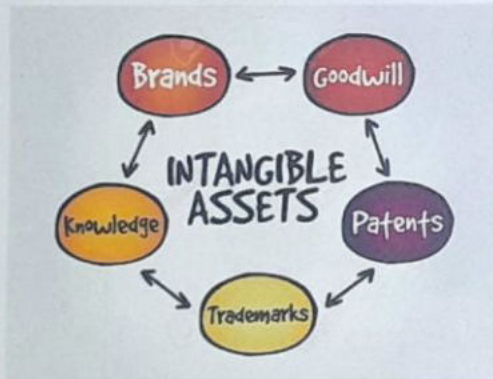 Brands
Goodwill
INTANGIBLE
ASSETS
Knowledge
Patents
Trademarks